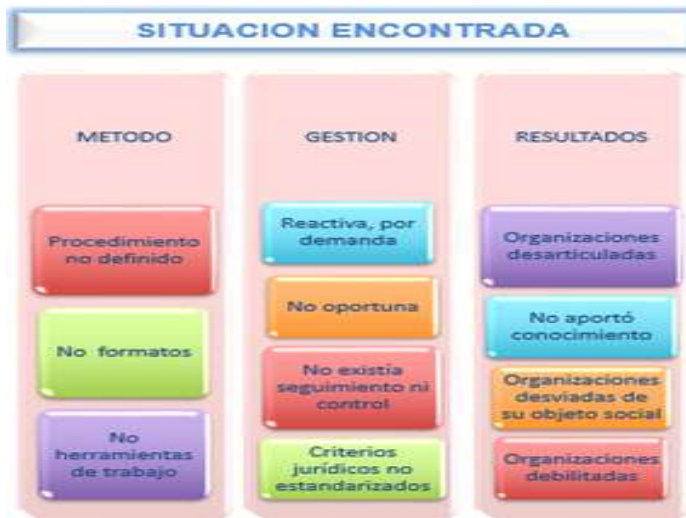 SITUACION ENCONTRADA
METODO
Procedimiento
no definido
No formatos
No
herramientas
de trabajo
GESTION
Reactiva, por
demanda
No oportuna
No existía
seguimiento ni
control
Criterios
jurídicos no
estandarizados
RESULTADOS
Organizaciones
desarticuladas
No aportó
conocimiento
Organizaciones
desviadas de
su objeto social
Organizaciones
debilitadas